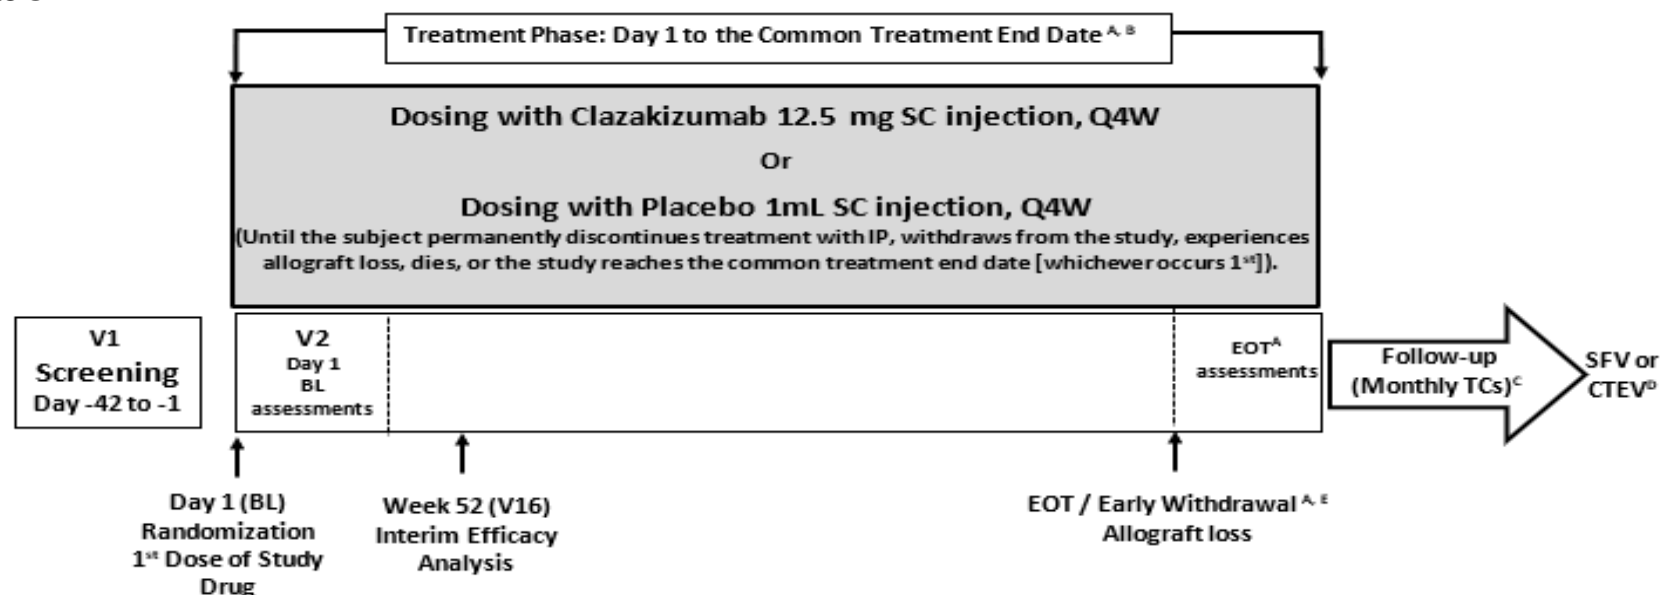 Treatment Phase: Day 1 to the Common Treatment End Date A, B
Dosing with Clazakizumab 12.5 mg SC injection, Q4W
Or
Dosing with Placebo 1mL SC injection, Q4W
(Until the subject permanently discontinues treatment with IP, withdraws from the study, experiences
allograft loss, dies, or the study reaches the common treatment end date [whichever occurs 1st]).
V1
Screening
Day -42 to -1
V2
Day 1
BL
assessments
EOTA
assessments
Follow-up
(Monthly TCs)C
SFV or
CTEVD
Day 1 (BL)
Randomization
1st Dose of Study
Drug
Week 52 (V16)
Interim Efficacy
Analysis
EOT / Early Withdrawal A, E
Allograft loss